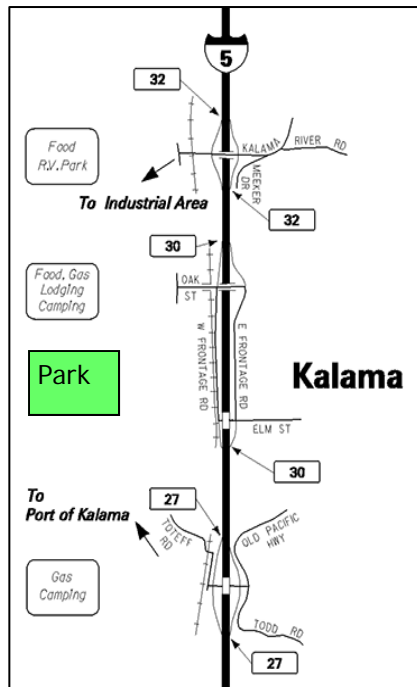 5
32
Food
R.V.Park
KALAMA
RIVER RD
MEEKER
DR
To Industrial Area
32
30
Food, Gas
Lodging
Camping
OAK
ST
W FRONTAGE RD
E FRONTAGE RD
Park
Kalama
ELM ST
30
To
Port of Kalama
27
TOTEFF
RD
OLD PACIFIC
HWY
Gas
Camping
TODD RD
27